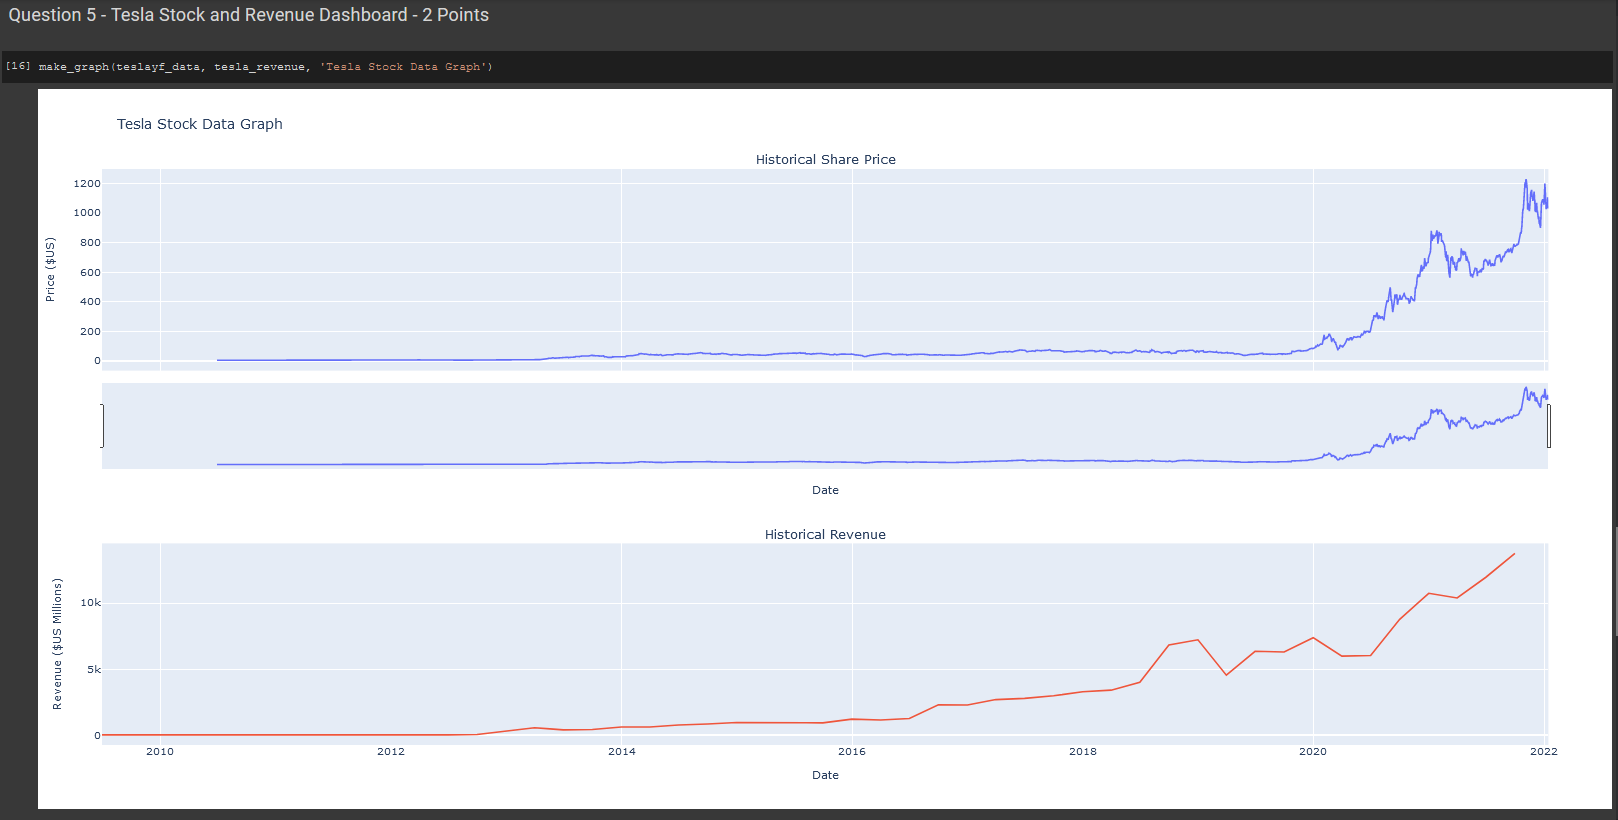 Question 5 - Tesla Stock and Revenue Dashboard - 2 Points
[16] make_graph(teslayf_data, tesla_revenue, 'Tesla Stock Data Graph')
Tesla Stock Data Graph
Historical Share Price
Price ($US)
1200
1000
800
600
400
200
0
Date
Historical Revenue
Revenue ($US Millions)
10k
5k
0
2010 2012 2014 2016 2018 2020 2022
Date